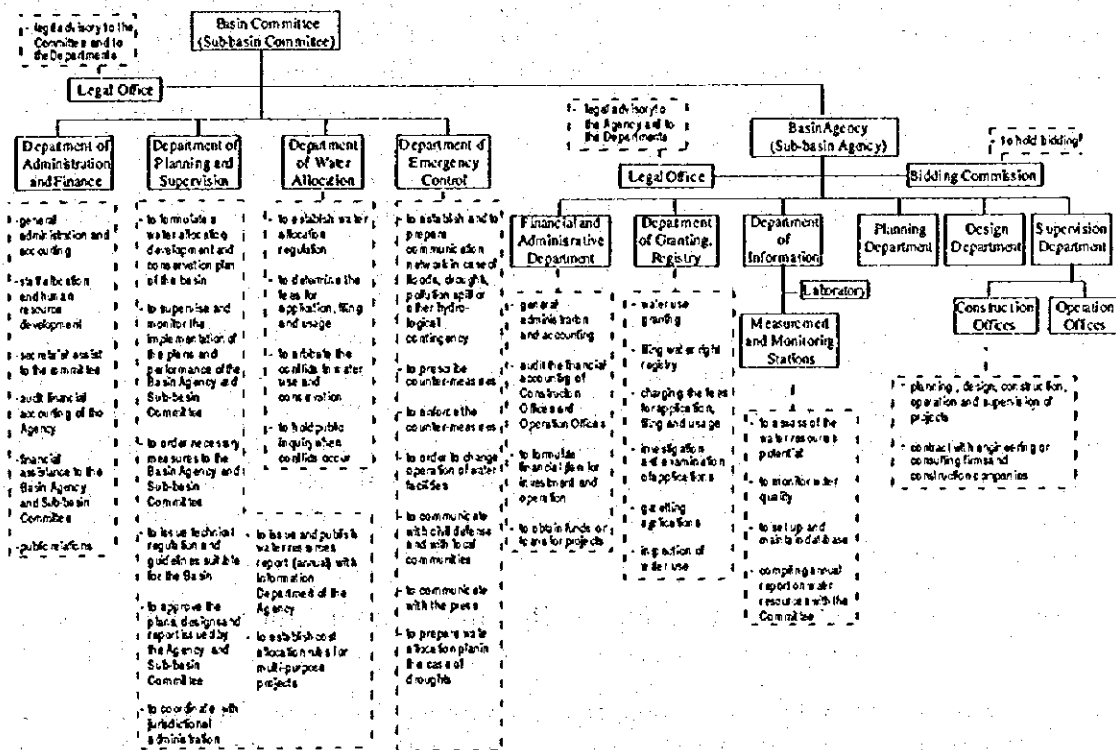 Basin Committee
(Sub-basin Committee)
- legal advisory to the
Committee and to
the Departments
Legal Office
Department of
Administration
and Finance
- general
administration and
accounting
- staff allocation
and human
resource
development
- secretariat assist
to the committee
- audit financial
accounting of the
Agency
- financial
assistance to the
Basin Agency
and Sub-basin
Committee
- public relations
Department of
Planning and
Supervision
- to formulate a
water allocation
development and
conservation plan
of the basin
- to supervise and
monitor the
implementation of
the plans and
performance of the
Basin Agency and
Sub-basin
Committee
- to order necessary
measures to the
Basin Agency and
Sub-basin
Committee
- to issue technical
regulation and
guidelines suitable
for the Basin
- to approve the
plans, designs and
report issued by
the Agency and
Sub-basin
Committee
- to coordinate with
jurisdictional
administration
Department
of Water
Allocation
- to establish water
allocation
regulation
- to determine the
fees for
application, filing
and usage
- to arbitrate the
conflicts in water
use and
conservation
- to hold public
inquiry when
conflicts occur
- to issue and publish
water resources
report (annual) with
Information
Department of the
Agency
- to establish cost
allocation rules for
multi-purpose
projects
Department of
Emergency
Control
- to establish and to
prepare
communication
network in case of
floods, drought,
pollution spill or
other hydro-
logical
contingency
- to prescribe
counter-measures
- to enforce the
counter-measures
- to order to change
operation of water
facilities
- to communicate
with civil defense
and with local
communities
- to communicate
with the press
- to prepare water
allocation plan in
the case of
droughts
- legal advisory to
the Agency and to
the Departments
Legal Office
Basin Agency
(Sub-basin Agency)
- to hold bidding
Bidding Commission
Financial and
Administrative
Department
- general
administration
and accounting
- audit the financial
accounting of
Construction
Offices and
Operation Offices
- to formulate
financial plan for
investment and
operation
- to obtain funds or
loans for projects
Department
of Granting,
Registry
- water use
granting
- filing water right
registry
- charging the fees
for application,
filing and usage
- investigation
and examination
of applications
- gazetting
applications
- inspection of
water use
Department
of
Information
Laboratory
Measurement
and Monitoring
Stations
- to assess of the
water resources
potential
- to monitor water
quality
- to set up and
maintain database
- compiling annual
report on water
resources with the
Committee
Planning
Department
Design
Department
Supervision
Department
Construction
Offices
Operation
Offices
- planning, design, construction,
operation and supervision of
projects
- contract with engineering or
consulting firms and
construction companies